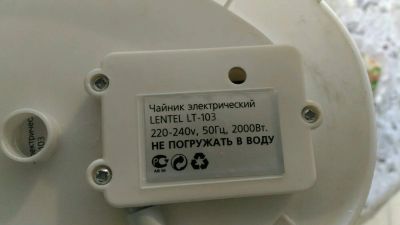 Чайник электрический
LENTEL LT-103
220-240v, 50Гц, 2000Вт.
НЕ ПОГРУЖАТЬ В ВОДУ